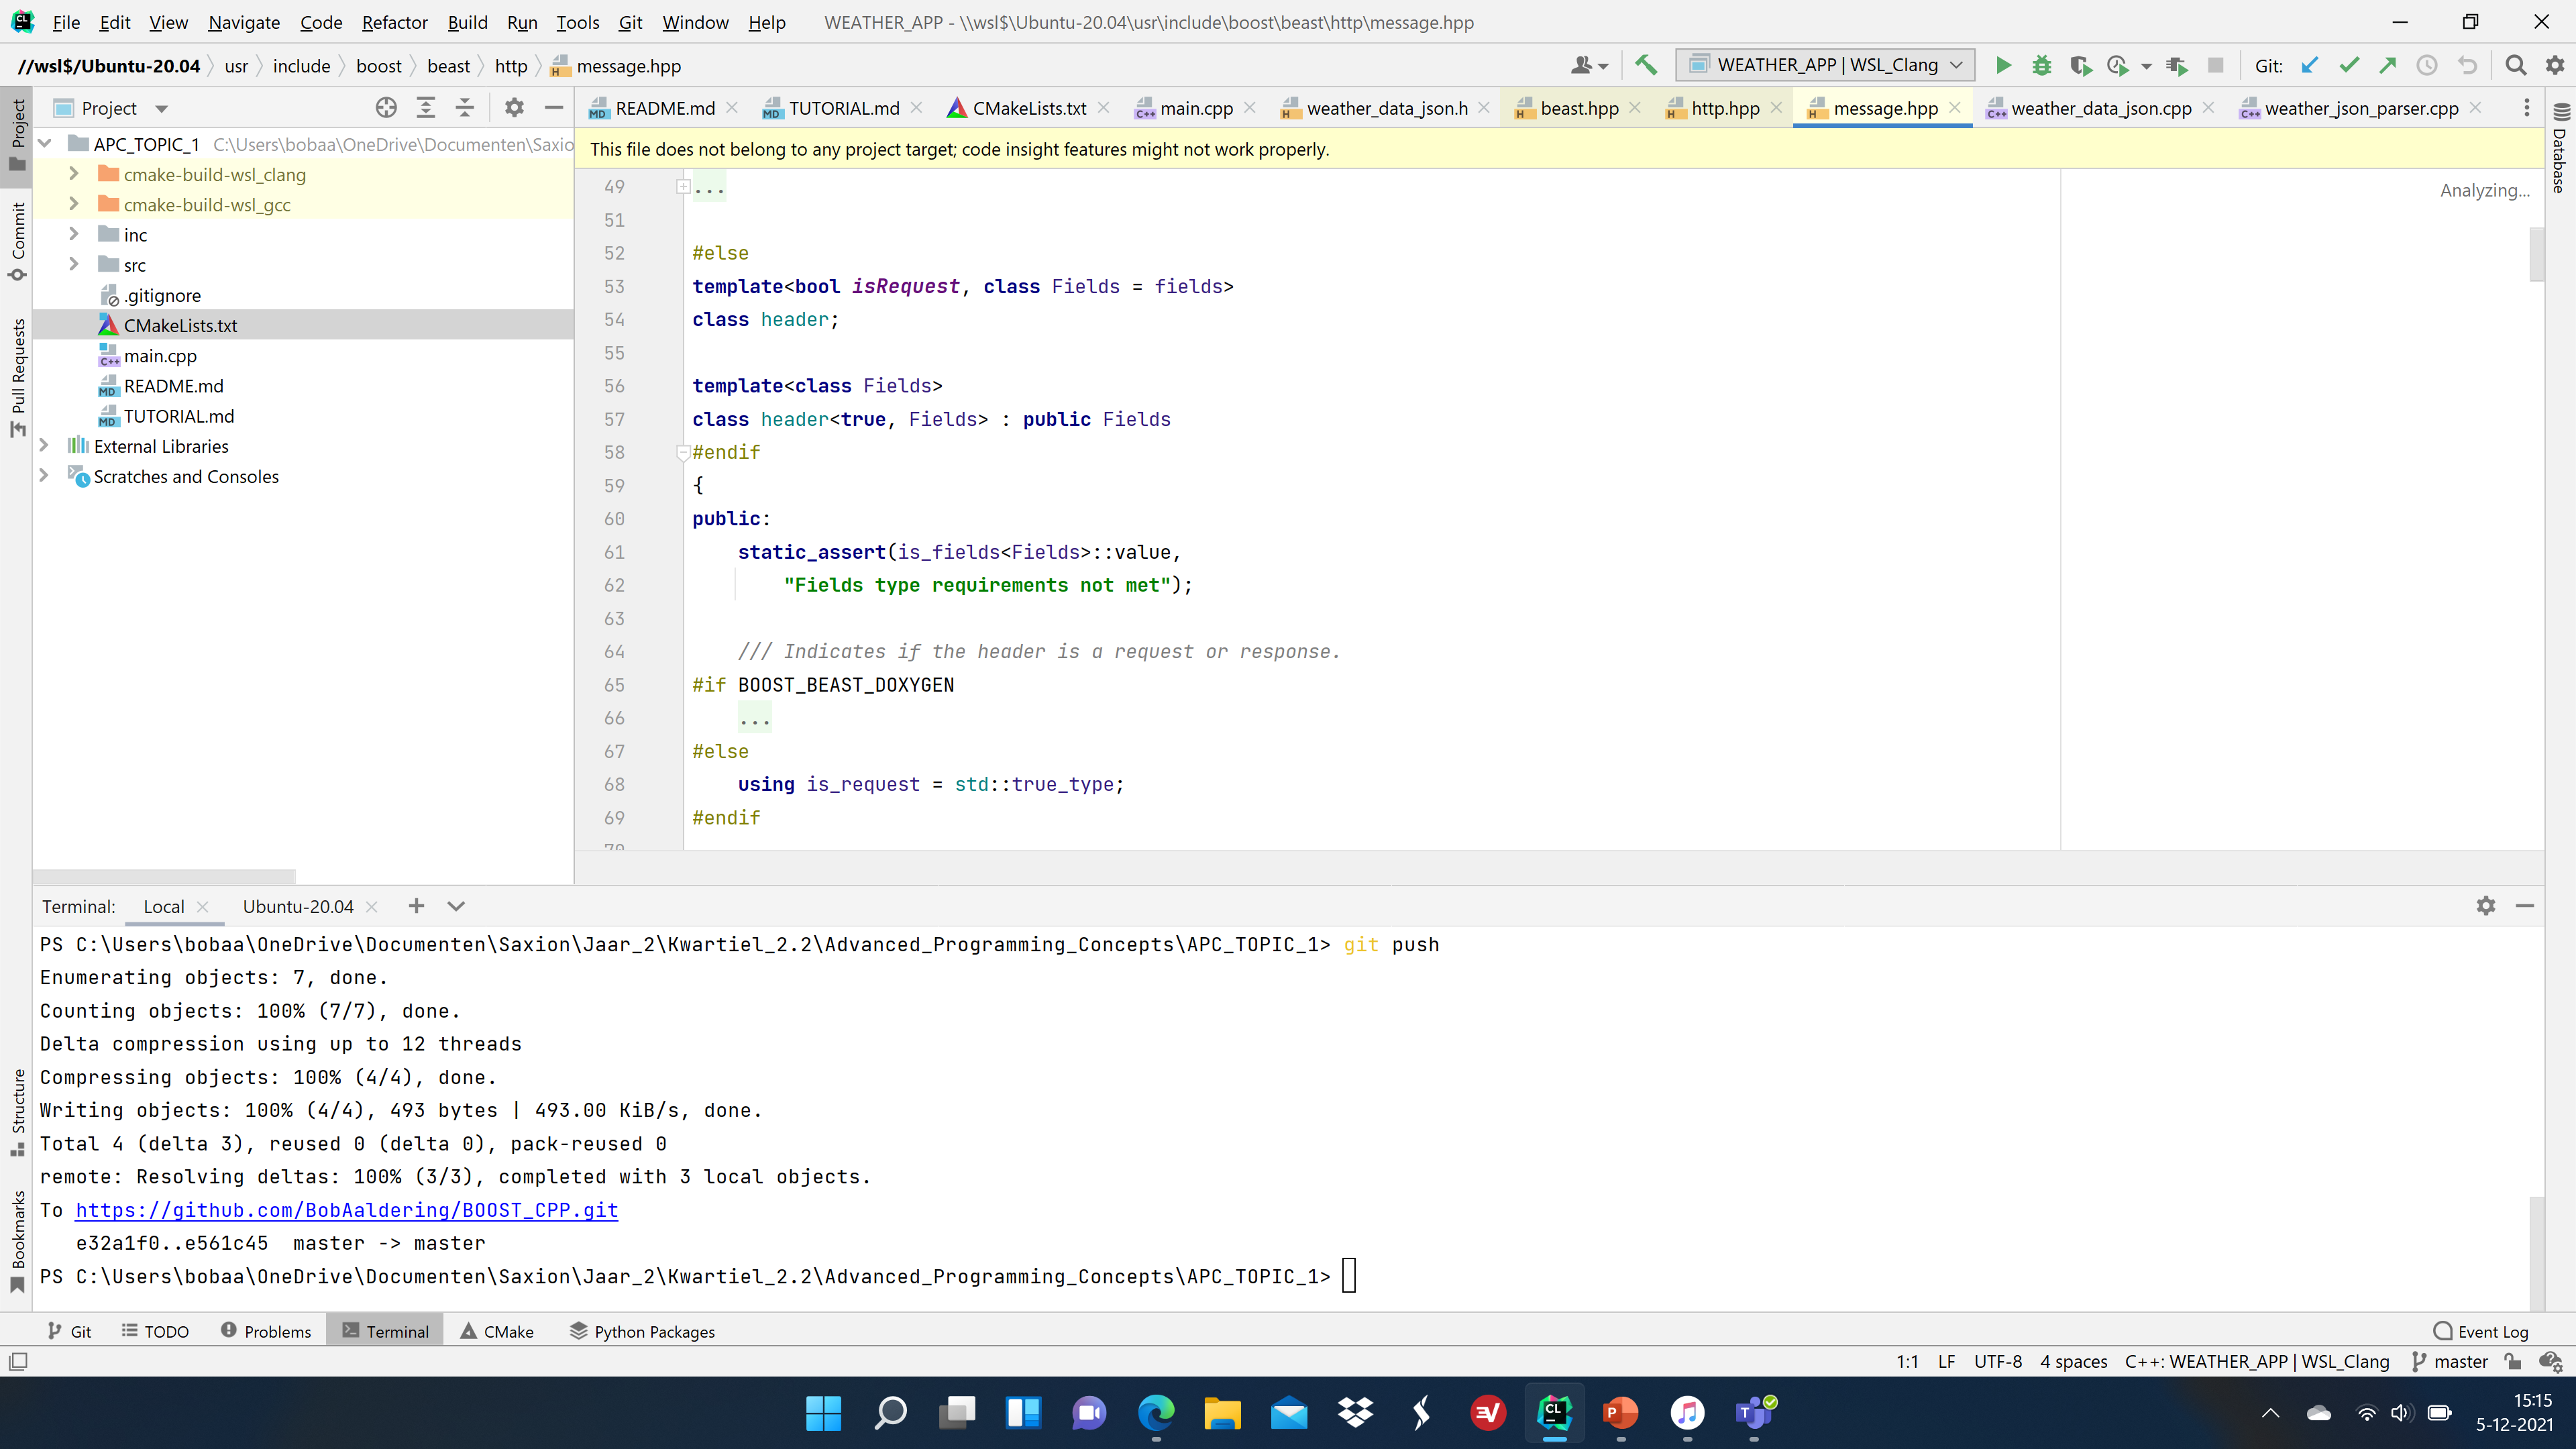 File Edit View Navigate Code Refactor Build Run Tools Git Window Help WEATHER_APP - \\wsl$\Ubuntu-20.04\usr\include\boost\beast\http\message.hpp
//wsl$/Ubuntu-20.04 usr include boost beast http message.hpp WEATHER_APP | WSL_Clang Git:
Project README.md TUTORIAL.md CMakeLists.txt main.cpp weather_data_json.h beast.hpp http.hpp message.hpp weather_data_json.cpp weather_json_parser.cpp
Project
Commit
Pull Requests
Structure
Bookmarks
Database
APC_TOPIC_1 C:\Users\bobaa\OneDrive\Documenten\Saxio
cmake-build-wsl_clang
cmake-build-wsl_gcc
inc
src
.gitignore
CMakeLists.txt
main.cpp
README.md
TUTORIAL.md
External Libraries
Scratches and Consoles
This file does not belong to any project target; code insight features might not work properly.
Analyzing...
49 ...
51
52 #else
53 template<bool isRequest, class Fields = fields>
54 class header;
55
56 template<class Fields>
57 class header<true, Fields> : public Fields
58 #endif
59 {
60 public:
61 static_assert(is_fields<Fields>::value,
62 "Fields type requirements not met");
63
64 /// Indicates if the header is a request or response.
65 #if BOOST_BEAST_DOXYGEN
66 ...
67 #else
68 using is_request = std::true_type;
69 #endif
70
Terminal: Local Ubuntu-20.04
PS C:\Users\bobaa\OneDrive\Documenten\Saxion\Jaar_2\Kwartiel_2.2\Advanced_Programming_Concepts\APC_TOPIC_1> git push
Enumerating objects: 7, done.
Counting objects: 100% (7/7), done.
Delta compression using up to 12 threads
Compressing objects: 100% (4/4), done.
Writing objects: 100% (4/4), 493 bytes | 493.00 KiB/s, done.
Total 4 (delta 3), reused 0 (delta 0), pack-reused 0
remote: Resolving deltas: 100% (3/3), completed with 3 local objects.
To https://github.com/BobAaldering/BOOST_CPP.git
e32a1f0..e561c45 master -> master
PS C:\Users\bobaa\OneDrive\Documenten\Saxion\Jaar_2\Kwartiel_2.2\Advanced_Programming_Concepts\APC_TOPIC_1>
Git TODO Problems Terminal CMake Python Packages Event Log
1:1 LF UTF-8 4 spaces C++: WEATHER_APP | WSL_Clang master
15:15
5-12-2021